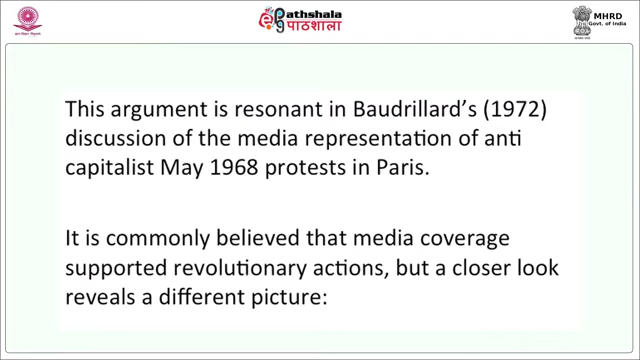 ePathshala
पाठशाला
MHRD
Govt. of India
This argument is resonant in Baudrillard's (1972)
discussion of the media representation of anti
capitalist May 1968 protests in Paris.
It is commonly believed that media coverage
supported revolutionary actions, but a closer look
reveals a different picture: